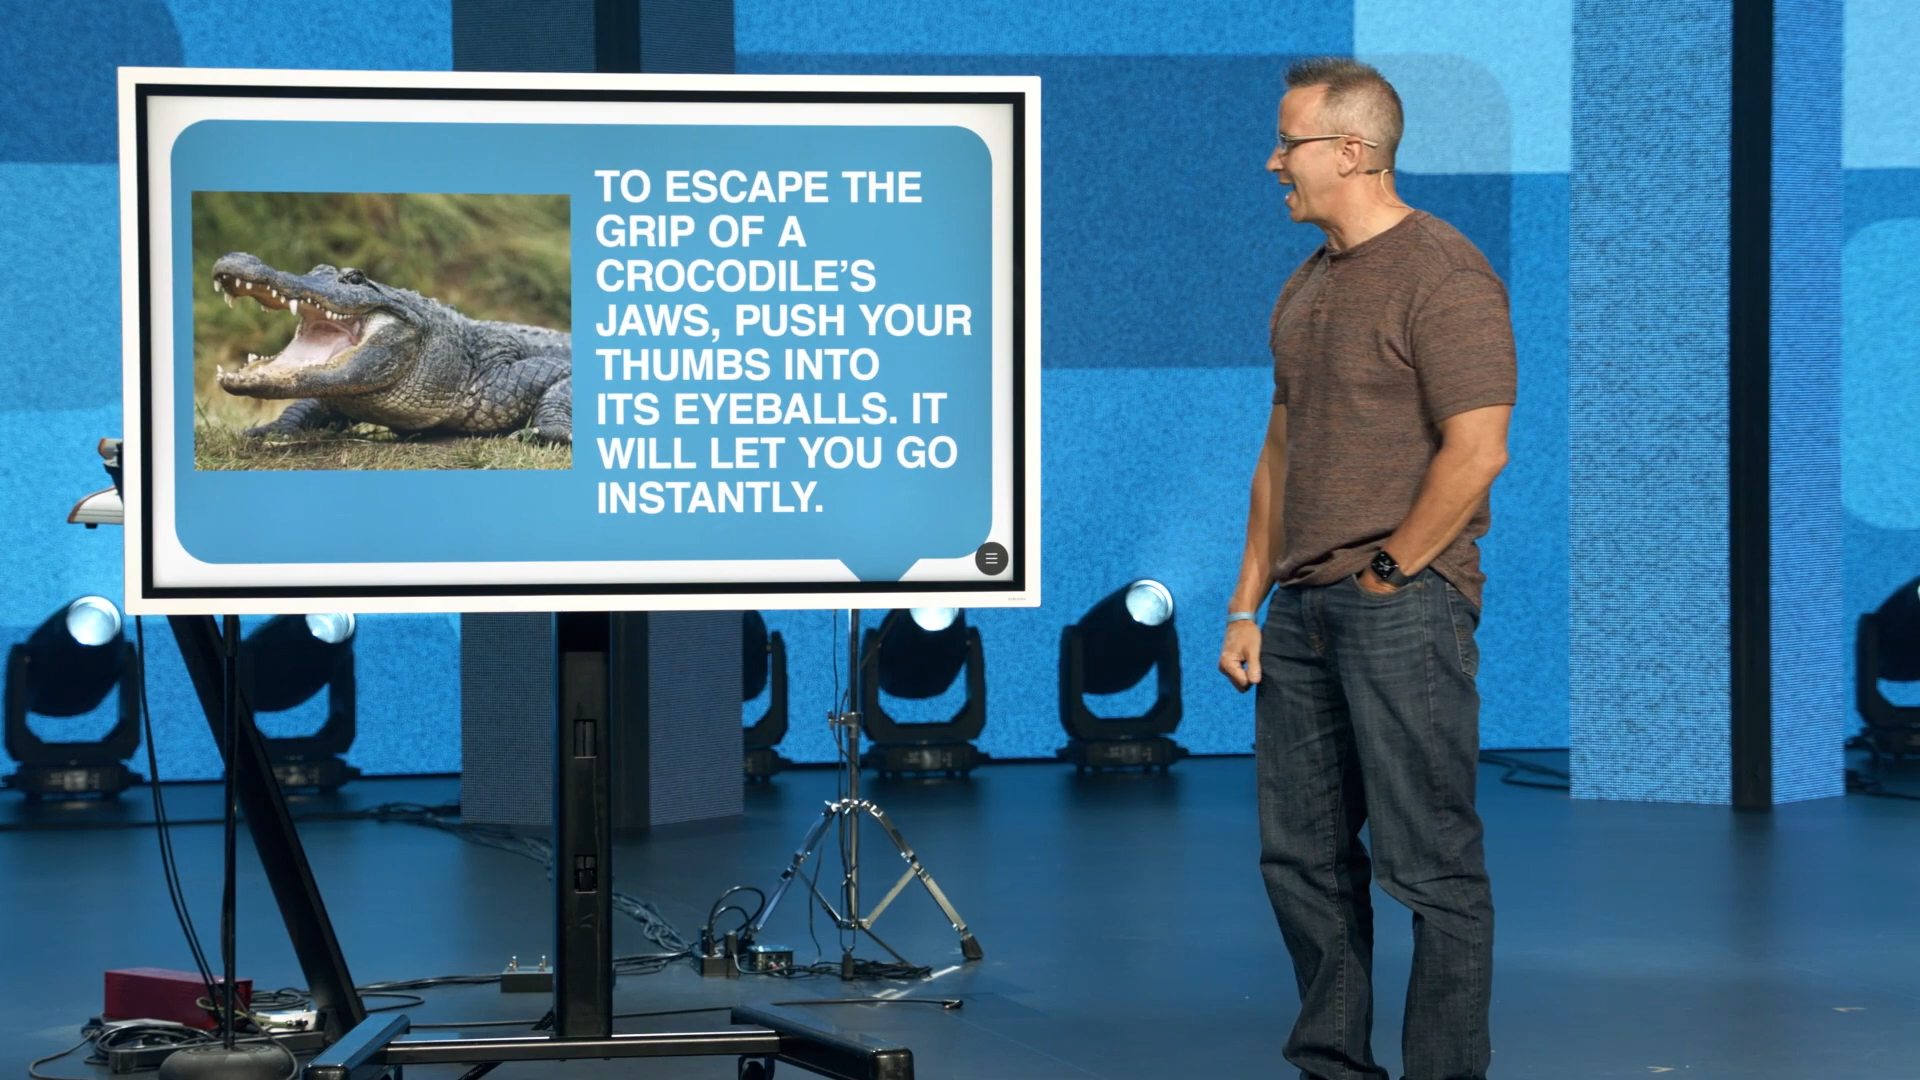 TO ESCAPE THE
GRIP OF A
CROCODILE'S
JAWS, PUSH YOUR
THUMBS INTO
ITS EYEBALLS. IT
WILL LET YOU GO
INSTANTLY.